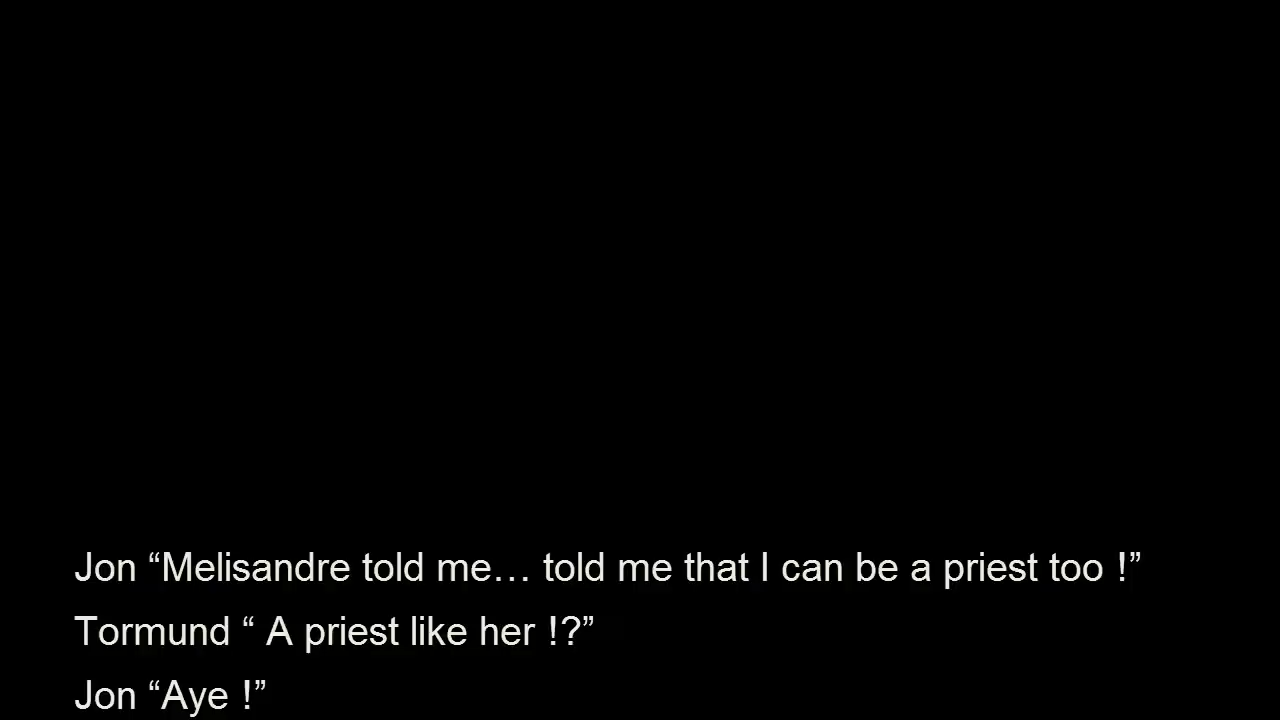 Jon “Melisandre told me… told me that I can be a priest too !”
Tormund “ A priest like her !?”
Jon “Aye !”